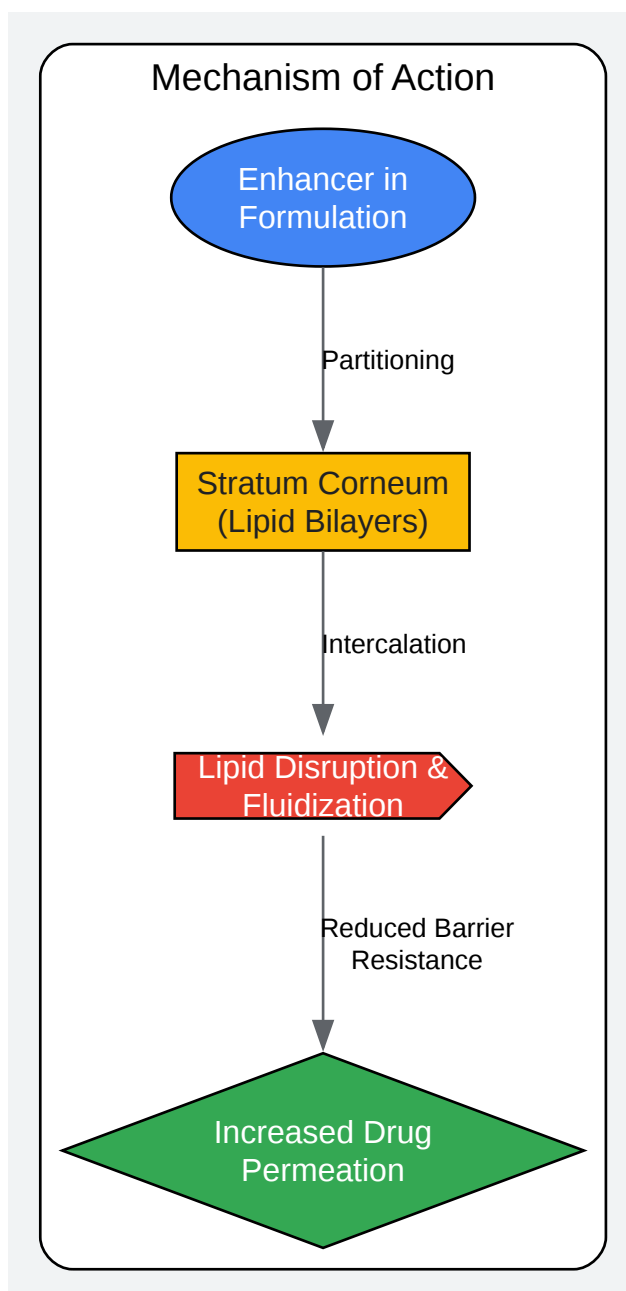 Mechanism of Action
Enhancer in
Formulation
Partitioning
Stratum Corneum
(Lipid Bilayers)
Intercalation
Lipid Disruption &
Fluidization
Reduced Barrier
Resistance
Increased Drug
Permeation